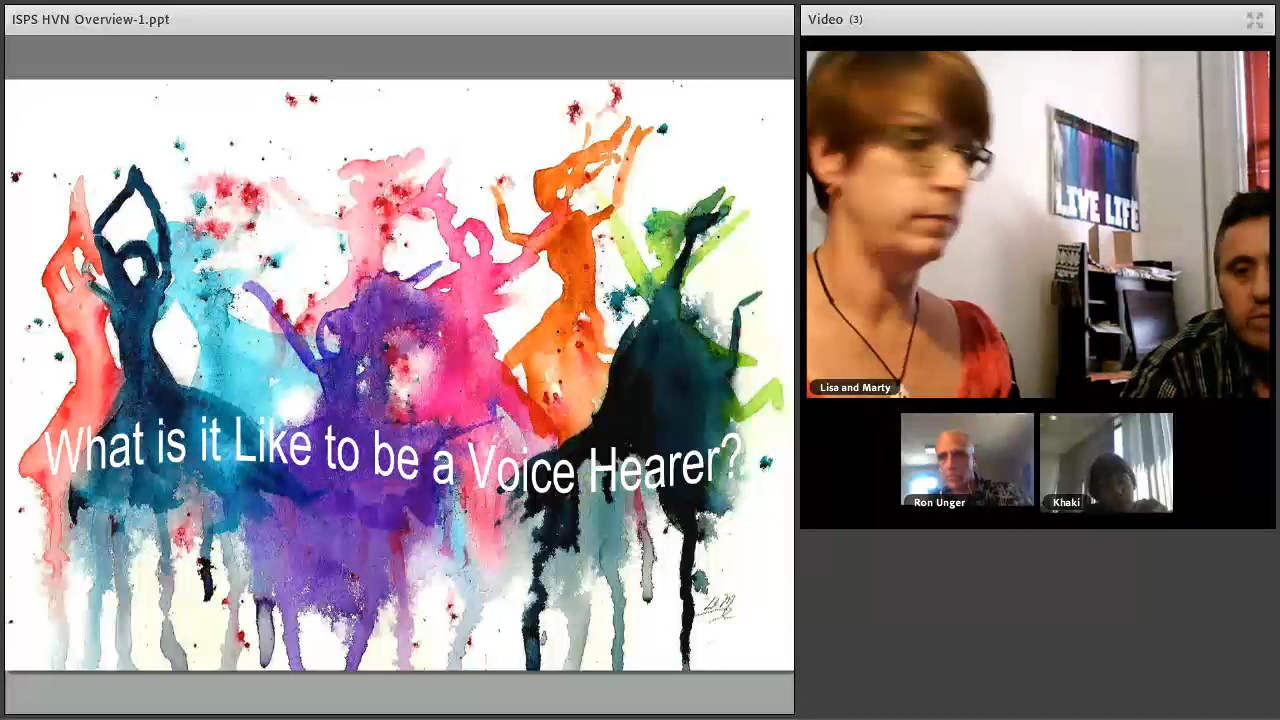 ISPS HVN Overview-1.ppt
Video (3)
LIVE LIFE
Lisa and Marty
Ron Unger
Khaki
What is it Like to be a Voice Hearer?